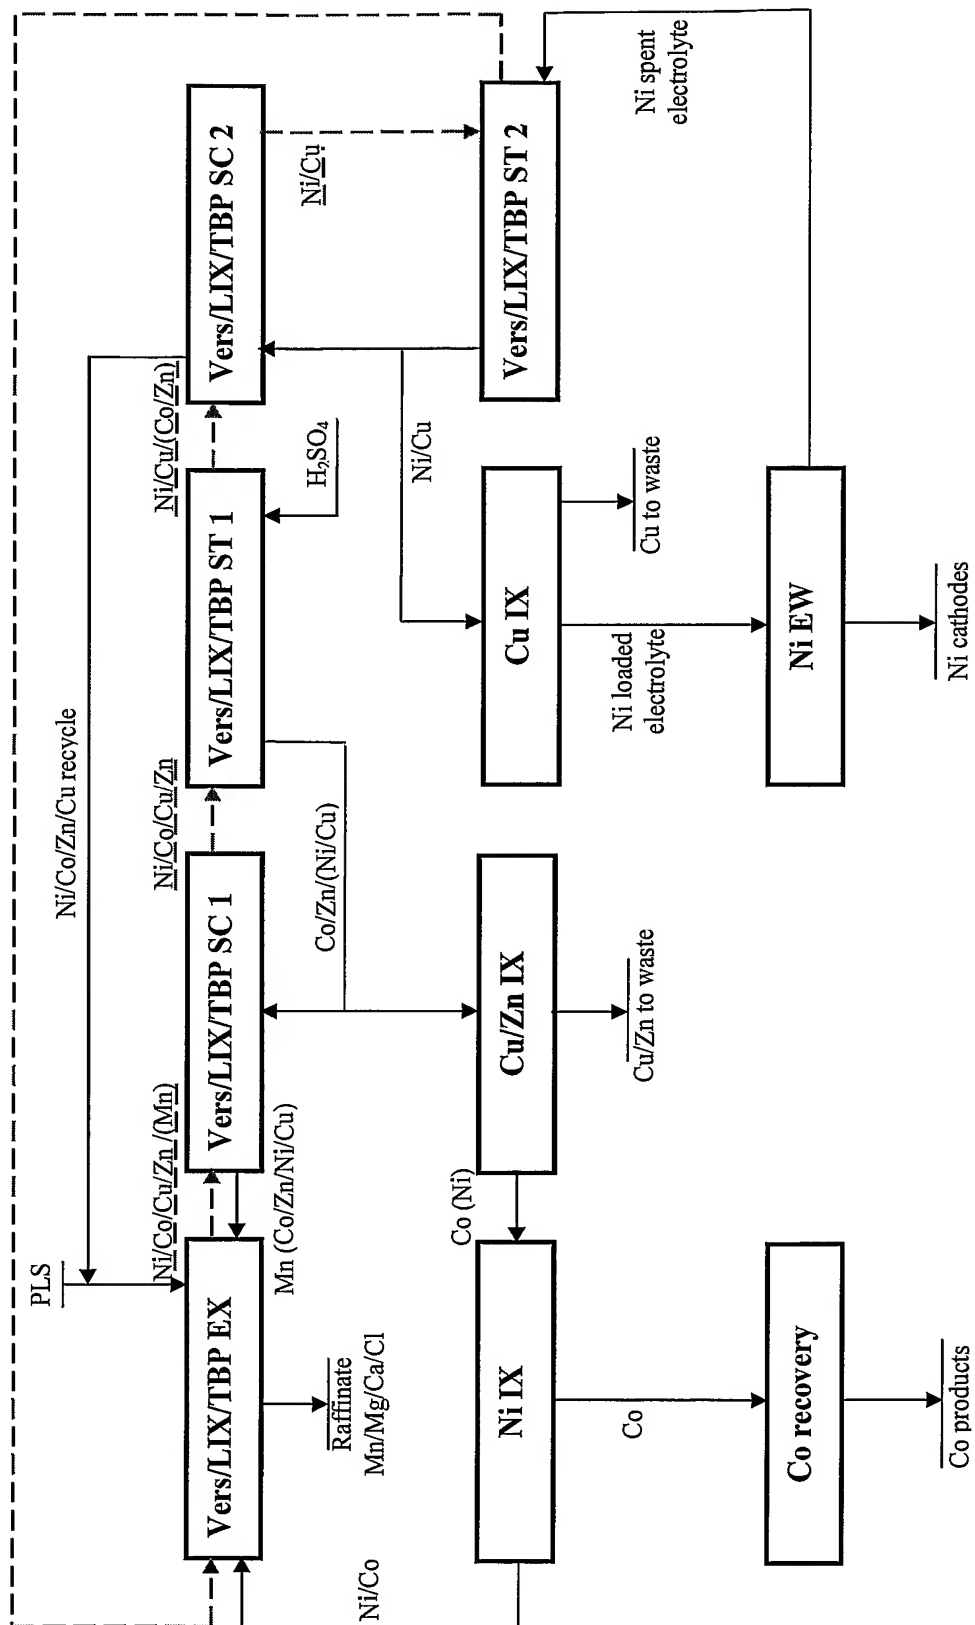 PLS
Ni/Co/Zn/Cu recycle
Vers/LIX/TBP EX
Ni/Co/Cu/Zn /(Mn)
Mn (Co/Zn/Ni/Cu)
Vers/LIX/TBP SC 1
Ni/Co/Cu/Zn
Vers/LIX/TBP ST 1
Ni/Cu/(Co/Zn)
Vers/LIX/TBP SC 2
Raffinate
Mn/Mg/Ca/Cl
Co/Zn/(Ni/Cu)
H₂SO₄
Ni/Cu
Ni/Cu
Ni/Co
Ni IX
Co (Ni)
Cu/Zn IX
Cu IX
Vers/LIX/TBP ST 2
Co
Cu/Zn to waste
Ni loaded
electrolyte
Cu to waste
Ni spent
electrolyte
Co recovery
Ni EW
Co products
Ni cathodes